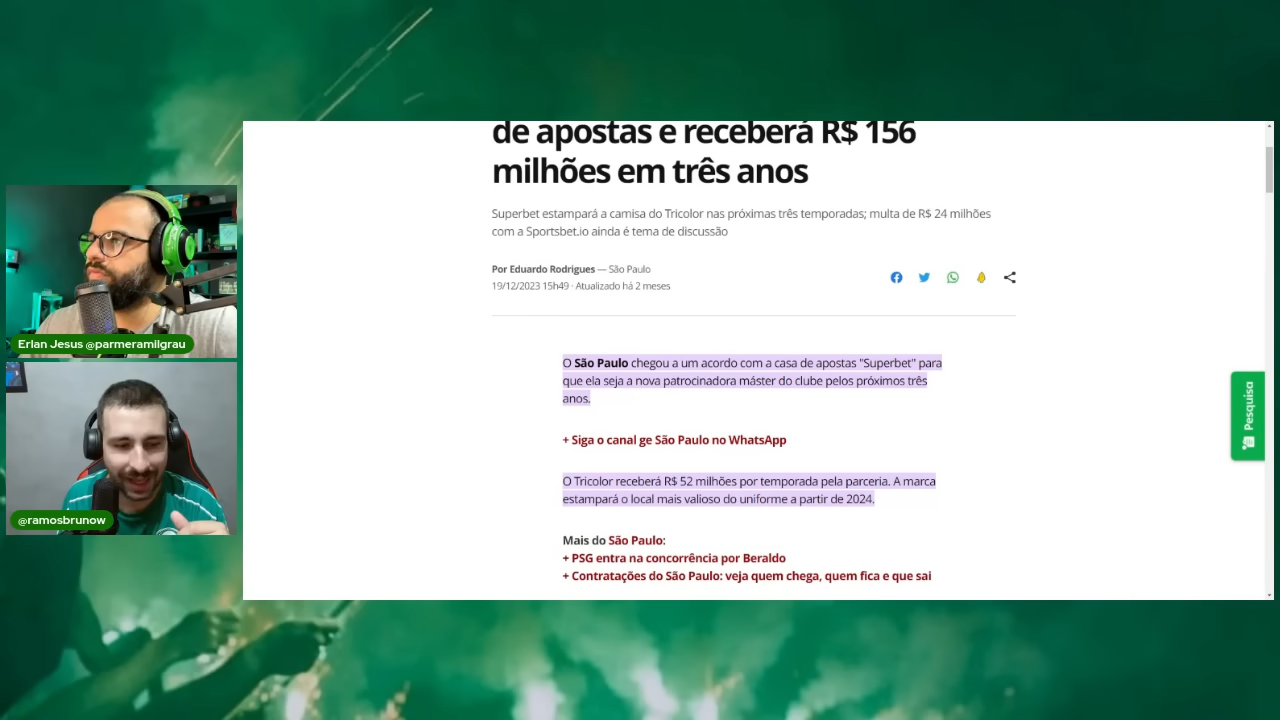 de apostas e receberá R$ 156
milhões em três anos
Superbet estampará a camisa do Tricolor nas próximas três temporadas; multa de R$ 24 milhões
com a Sportsbet.io ainda é tema de discussão
Por Eduardo Rodrigues — São Paulo
19/12/2023 15h49 · Atualizado há 2 meses
O São Paulo chegou a um acordo com a casa de apostas "Superbet" para
que ela seja a nova patrocinadora máster do clube pelos próximos três
anos.
+ Siga o canal ge São Paulo no WhatsApp
O Tricolor receberá R$ 52 milhões por temporada pela parceria. A marca
estampará o local mais valioso do uniforme a partir de 2024.
Mais do São Paulo:
+ PSG entra na concorrência por Beraldo
+ Contratações do São Paulo: veja quem chega, quem fica e que sai
Pesquisa
Erlan Jesus @parmeramilgrau
@ramosbrunow